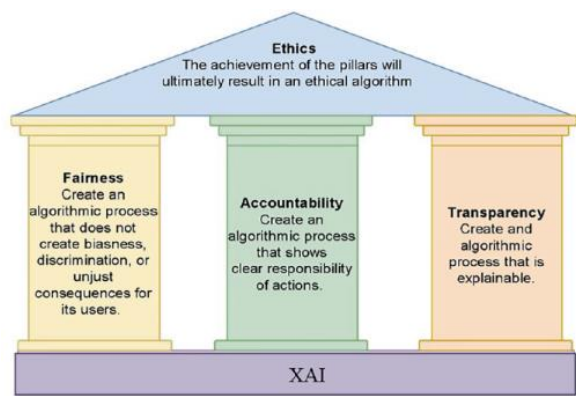 Ethics
The achievement of the pillars will
ultimately result in an ethical algorithm
Fairness
Create an
algorithmic process
that does not
create biasness,
discrimination, or
unjust
consequences for
its users.
Accountability
Create an
algorithmic process
that shows
clear responsibility
of actions.
Transparency
Create and
algorithmic
process that is
explainable.
XAI